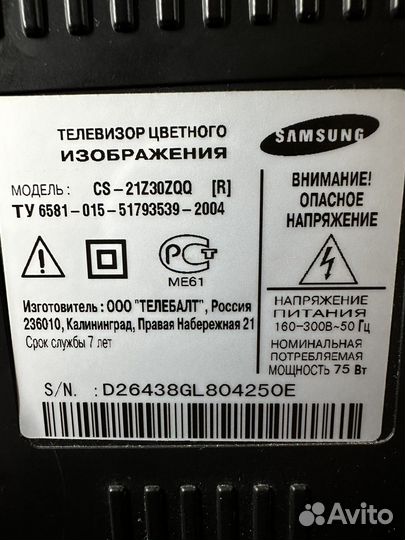 ТЕЛЕВИЗОР ЦВЕТНОГО
ИЗОБРАЖЕНИЯ
SAMSUNG
МОДЕЛЬ: CS-21Z30ZQQ [R]
ТУ 6581-015-51793539-2004
РСТ
МЕ61
Изготовитель: ООО "ТЕЛЕБАЛТ", Россия
236010, Калининград, Правая Набережная 21
Срок службы 7 лет
ВНИМАНИЕ!
ОПАСНОЕ
НАПРЯЖЕНИЕ
НАПРЯЖЕНИЕ
ПИТАНИЯ
160-300В~50 Гц
НОМИНАЛЬНАЯ
ПОТРЕБЛЯЕМАЯ
МОЩНОСТЬ 75 Вт
S/N: D26438GL804250E
Avito